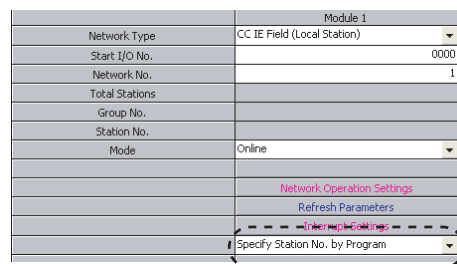 Module 1
Network Type CC IE Field (Local Station)
Start I/O No. 0000
Network No. 1
Total Stations
Group No.
Station No.
Mode Online
Network Operation Settings
Refresh Parameters
Interrupt Settings
Specify Station No. by Program